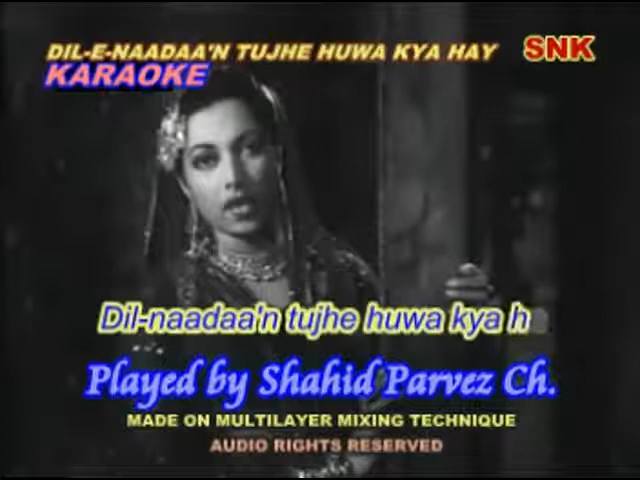 DIL-E-NAADAA'N TUJHE HUWA KYA HAY SNK
KARAOKE
Dil-naadaa'n tujhe huwa kya h
Played by Shahid Parvez Ch.
MADE ON MULTILAYER MIXING TECHNIQUE
AUDIO RIGHTS RESERVED